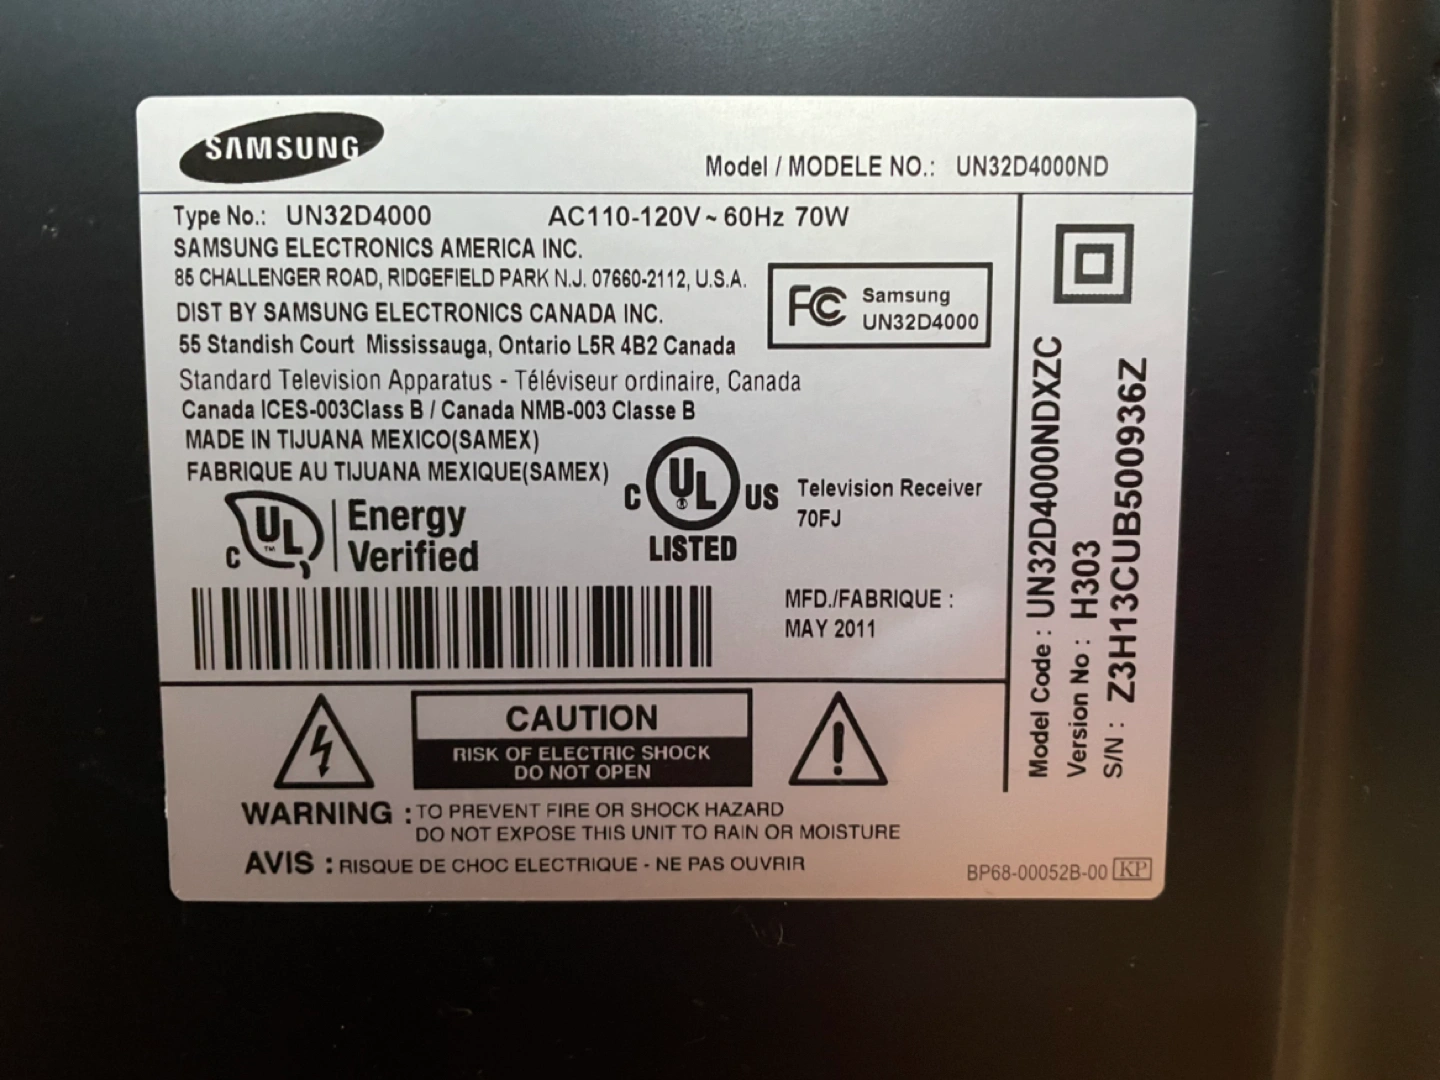 SAMSUNG
Model / MODELE NO.: UN32D4000ND
Type No.: UN32D4000 AC110-120V~60Hz 70W
SAMSUNG ELECTRONICS AMERICA INC.
85 CHALLENGER ROAD, RIDGEFIELD PARK N.J. 07660-2112, U.S.A.
DIST BY SAMSUNG ELECTRONICS CANADA INC.
55 Standish Court Mississauga, Ontario L5R 4B2 Canada
FC Samsung
UN32D4000
Standard Television Apparatus - Téléviseur ordinaire, Canada
Canada ICES-003Class B / Canada NMB-003 Classe B
MADE IN TIJUANA MEXICO(SAMEX)
FABRIQUE AU TIJUANA MEXIQUE(SAMEX)
C UL ® US
LISTED
Television Receiver
70FJ
C UL ™
Energy
Verified
MFD./FABRIQUE :
MAY 2011
CAUTION
RISK OF ELECTRIC SHOCK
DO NOT OPEN
WARNING : TO PREVENT FIRE OR SHOCK HAZARD
DO NOT EXPOSE THIS UNIT TO RAIN OR MOISTURE
AVIS : RISQUE DE CHOC ELECTRIQUE - NE PAS OUVRIR
BP68-00052B-00 KP
Model Code : UN32D4000NDXZC
Version No : H303
S/N : Z3H13CUB500936Z